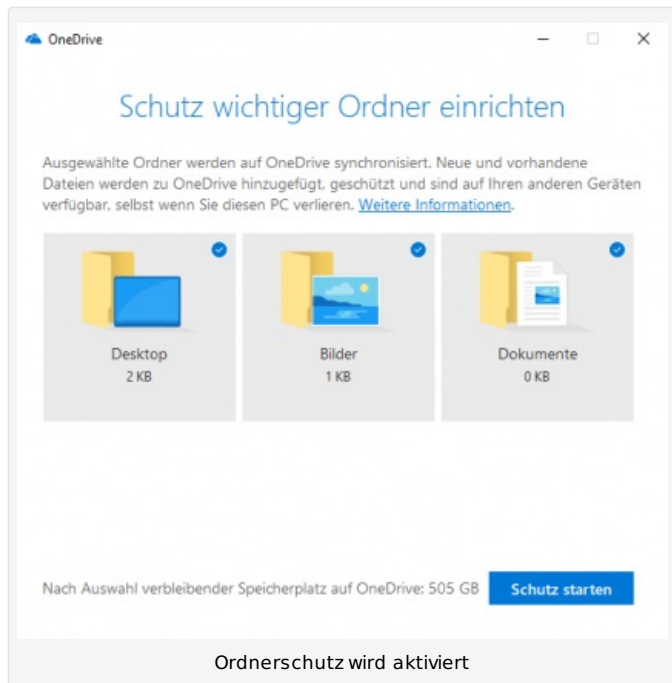 OneDrive
Schutz wichtiger Ordner einrichten
Ausgewählte Ordner werden auf OneDrive synchronisiert. Neue und vorhandene
Dateien werden zu OneDrive hinzugefügt, geschützt und sind auf Ihren anderen Geräten
verfügbar, selbst wenn Sie diesen PC verlieren. Weitere Informationen.
Desktop
2 KB
Bilder
1 KB
Dokumente
0 KB
Nach Auswahl verbleibender Speicherplatz auf OneDrive: 505 GB
Schutz starten
Ordnerschutz wird aktiviert